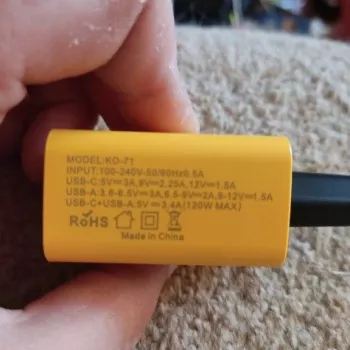 MODEL:KO-71
INPUT:100-240V-50/60Hz0.5A
USB-C:5V⎓3A,9V⎓2.25A,12V⎓1.5A
USB-A:3.6-6.5V⎓3A,6.5-9V⎓2A,9-12V⎓1.5A
USB-C+USB-A:5V⎓3.4A(120W MAX)
RoHS
Made in China